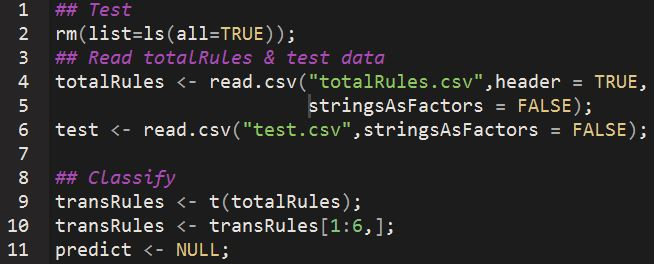 1 ## Test
2 rm(list=ls(all=TRUE));
3 ## Read totalRules & test data
4 totalRules <- read.csv("totalRules.csv",header = TRUE,
5 stringsAsFactors = FALSE);
6 test <- read.csv("test.csv",stringsAsFactors = FALSE);
7
8 ## Classify
9 transRules <- t(totalRules);
10 transRules <- transRules[1:6,];
11 predict <- NULL;